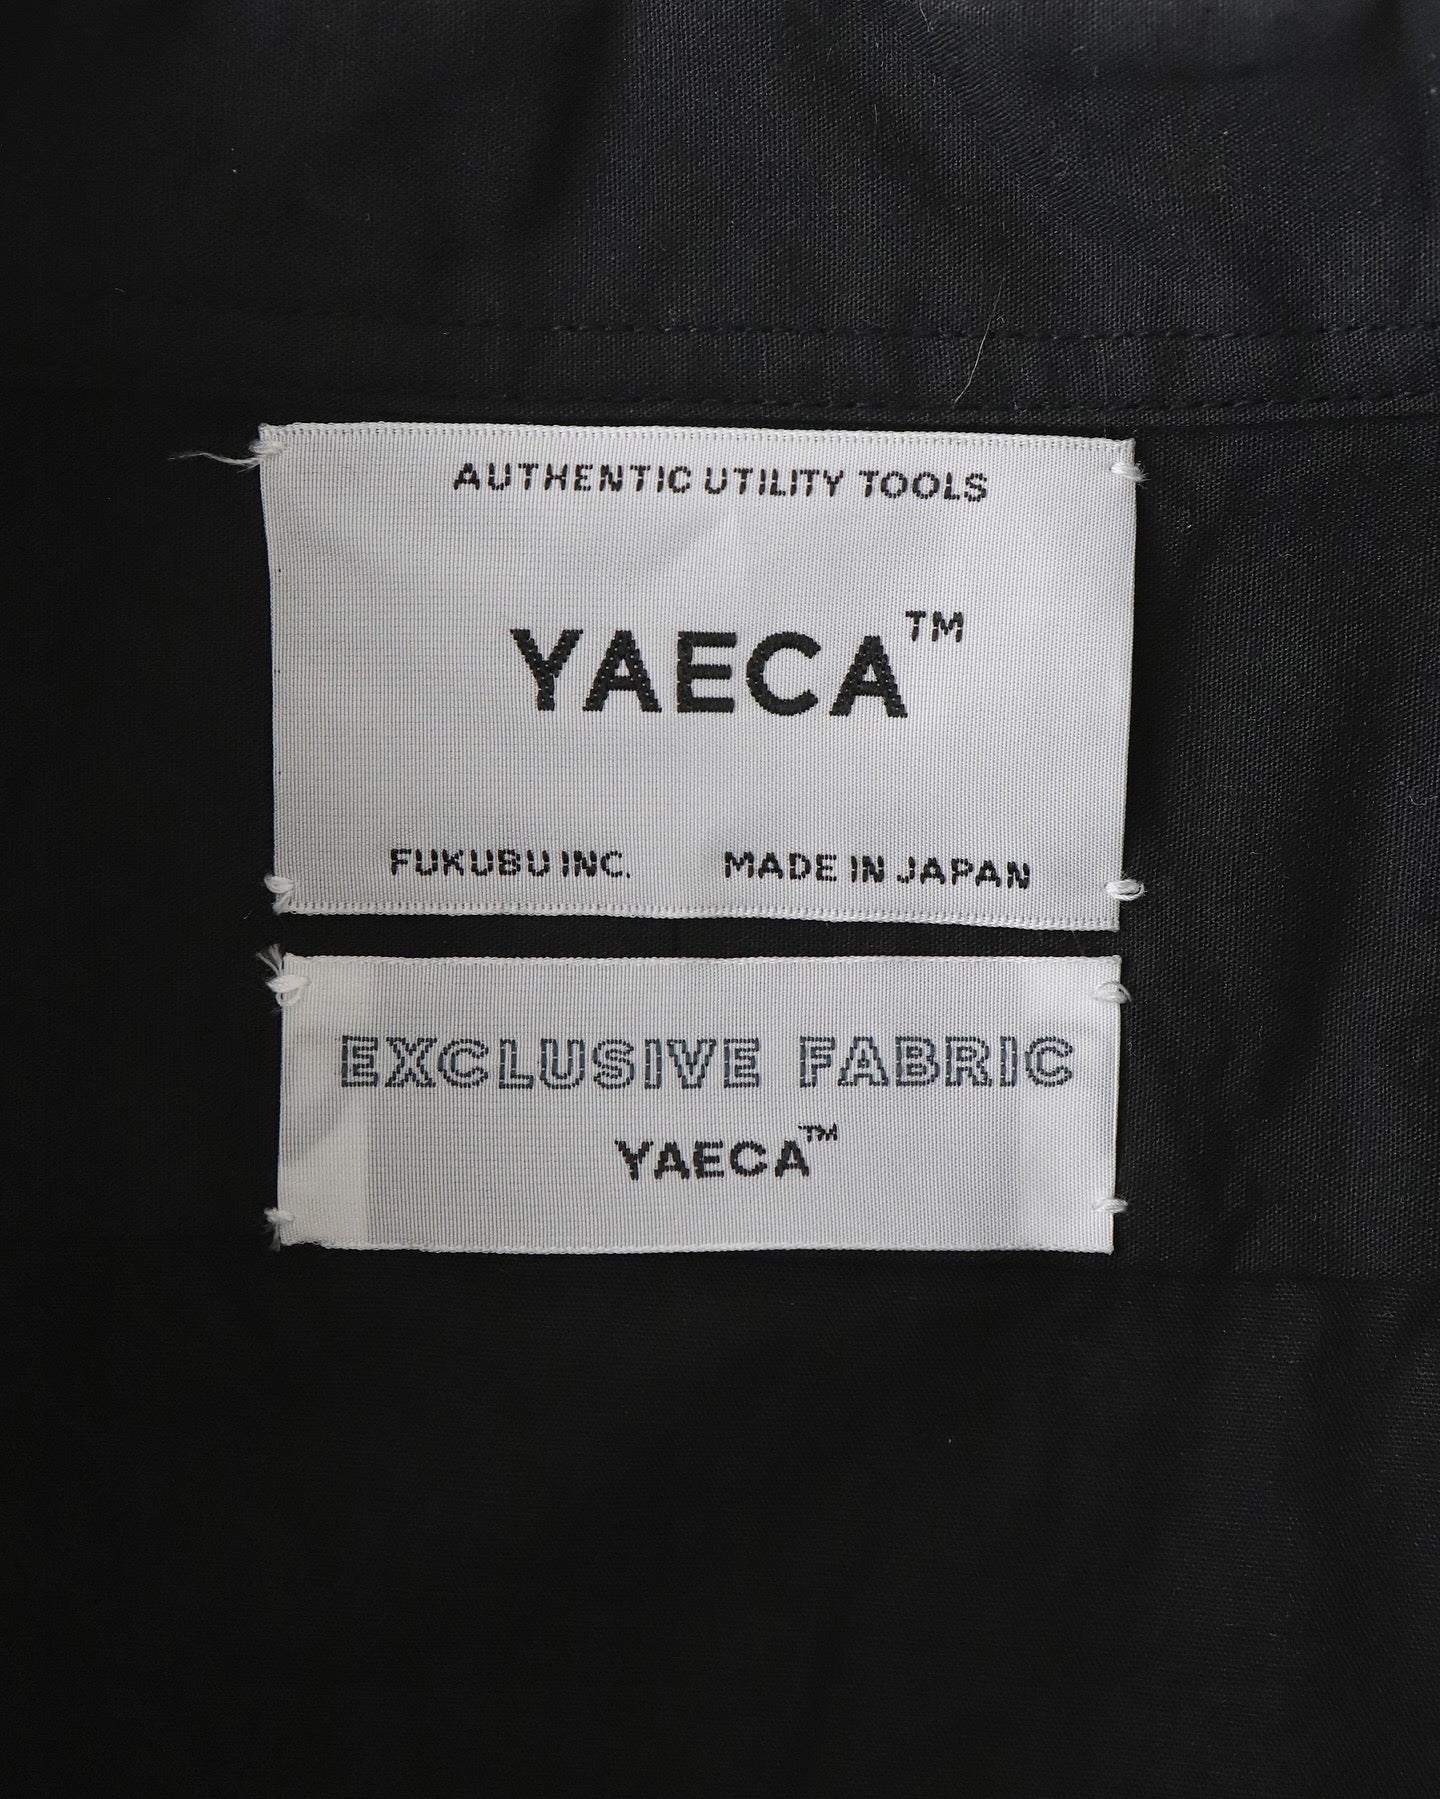 AUTHENTIC UTILITY TOOLS
YAECA™
FUKUBU INC. MADE IN JAPAN
EXCLUSIVE FABRIC
YAECA™